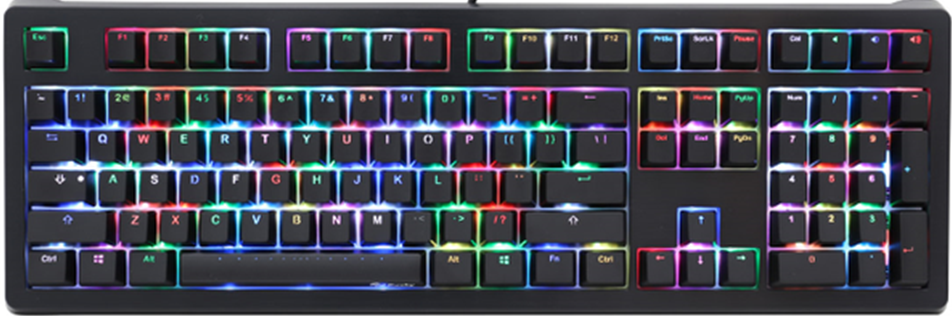 Esc F1 F2 F3 F4 F5 F6 F7 F8 F9 F10 F11 F12 PrtSc ScrLk Pause Cal
1! 2@ 3# 4$ 5% 6^ 7& 8* 9( 0) -_ =+ Ins Home PgUp Num / * -
Q W E R T Y U I O P [{ ]} \| Del End PgDn 7 8 9 +
A S D F G H J K L ;: '" 4 5 6
Z X C V B N M ,< .> /? 1 2 3
Ctrl Alt Alt Fn Ctrl 0 .